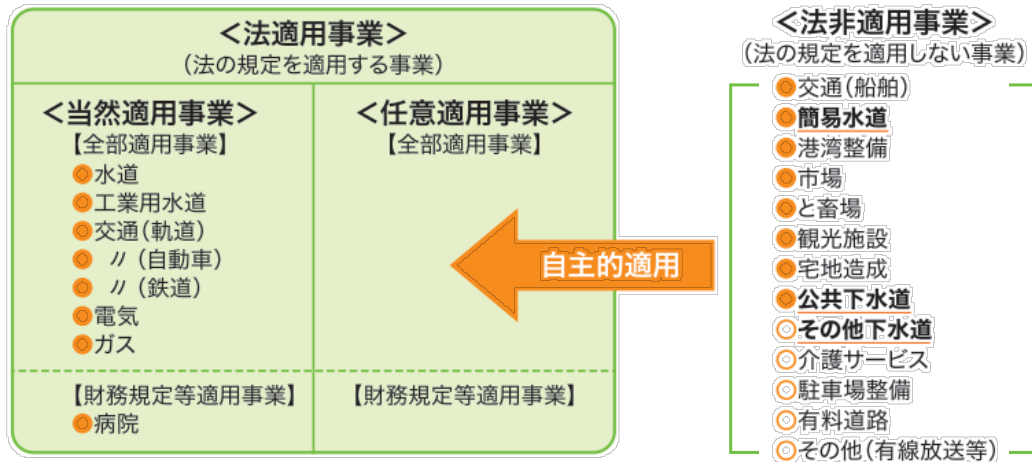 <法適用事業>
(法の規定を適用する事業)
<当然適用事業>
【全部適用事業】
水道
工業用水道
交通(軌道)
〃(自動車)
〃(鉄道)
電気
ガス
【財務規定等適用事業】
病院
<任意適用事業>
【全部適用事業】
【財務規定等適用事業】
自主的適用
<法非適用事業>
(法の規定を適用しない事業)
交通(船舶)
簡易水道
港湾整備
市場
と畜場
観光施設
宅地造成
公共下水道
その他下水道
介護サービス
駐車場整備
有料道路
その他(有線放送等)